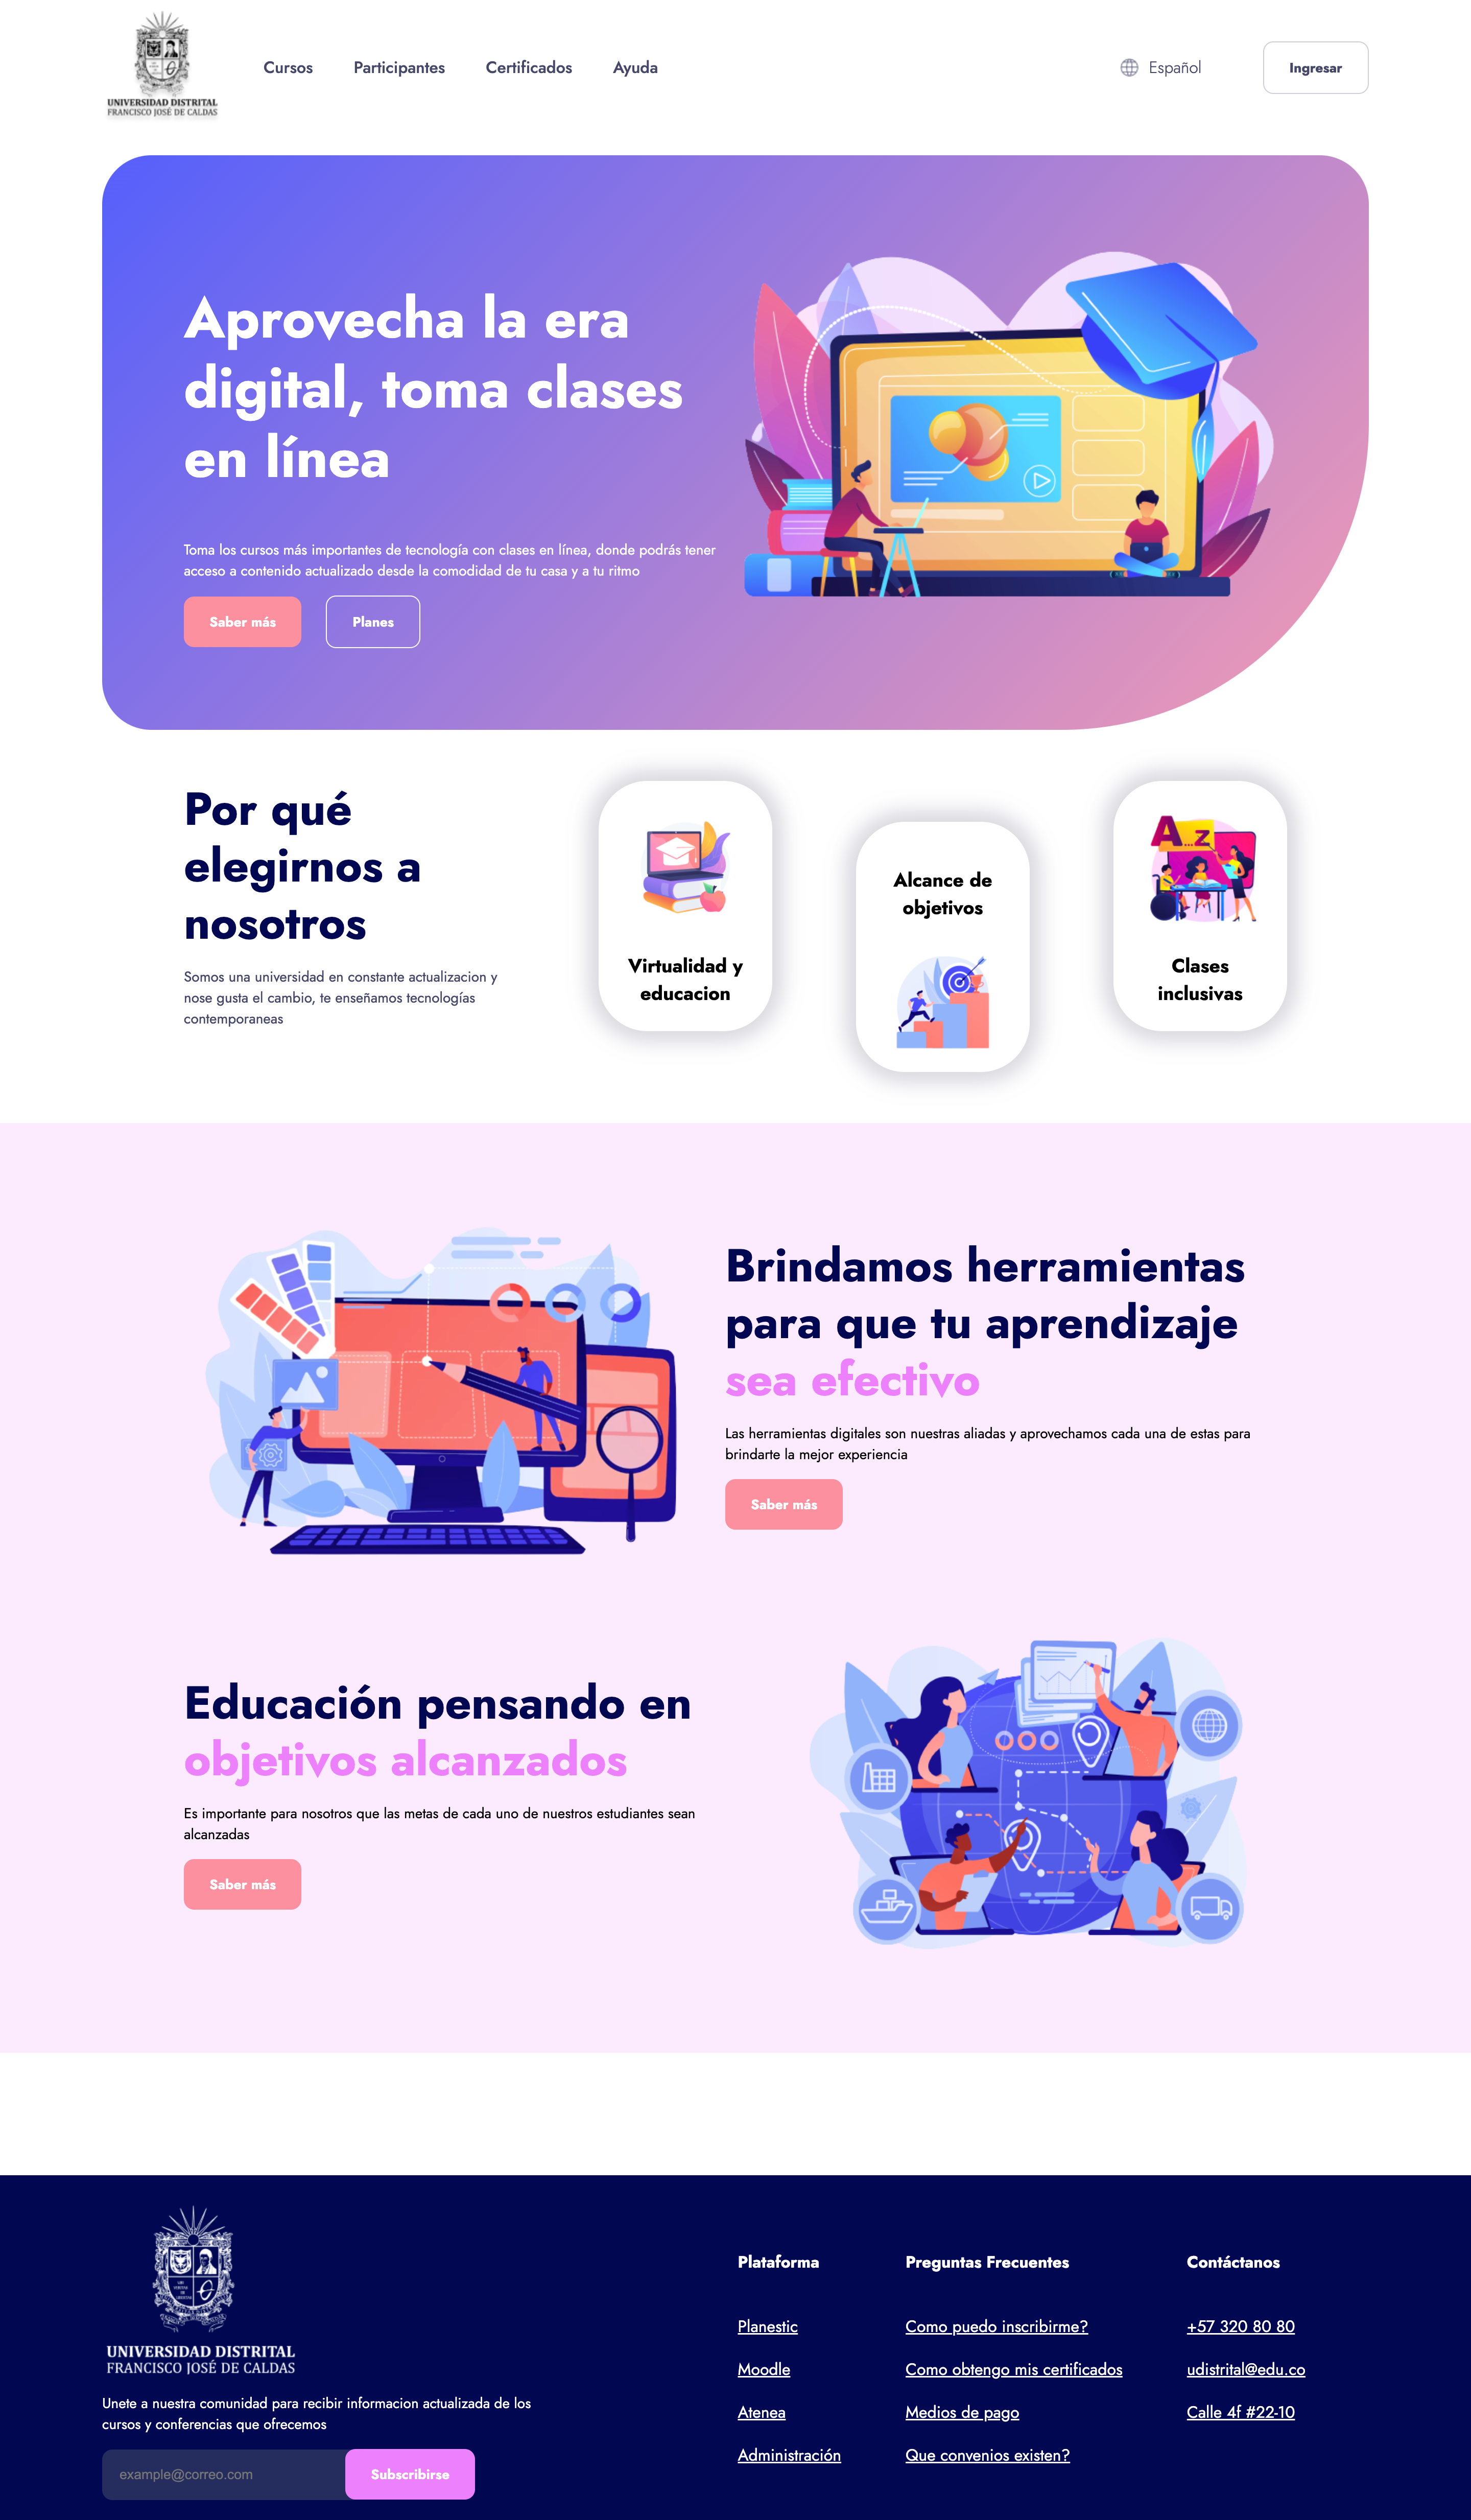 UNIVERSIDAD DISTRITAL
FRANCISCO JOSÉ DE CALDAS
Cursos
Participantes
Certificados
Ayuda
Español
Ingresar
Aprovecha la era
digital, toma clases
en línea
Toma los cursos más importantes de tecnología con clases en línea, donde podrás tener
acceso a contenido actualizado desde la comodidad de tu casa y a tu ritmo
Saber más
Planes
Por qué
elegirnos a
nosotros
Somos una universidad en constante actualizacion y
nose gusta el cambio, te enseñamos tecnologías
contemporaneas
Virtualidad y
educacion
Alcance de
objetivos
A...z
Clases
inclusivas
Brindamos herramientas
para que tu aprendizaje
sea efectivo
Las herramientas digitales son nuestras aliadas y aprovechamos cada una de estas para
brindarte la mejor experiencia
Saber más
Educación pensando en
objetivos alcanzados
Es importante para nosotros que las metas de cada uno de nuestros estudiantes sean
alcanzadas
Saber más
UNIVERSIDAD DISTRITAL
FRANCISCO JOSÉ DE CALDAS
Unete a nuestra comunidad para recibir informacion actualizada de los
cursos y conferencias que ofrecemos
example@correo.com
Subscribirse
Plataforma
Planestic
Moodle
Atenea
Administración
Preguntas Frecuentes
Como puedo inscribirme?
Como obtengo mis certificados
Medios de pago
Que convenios existen?
Contáctanos
+57 320 80 80
udistrital@edu.co
Calle 4f #22-10